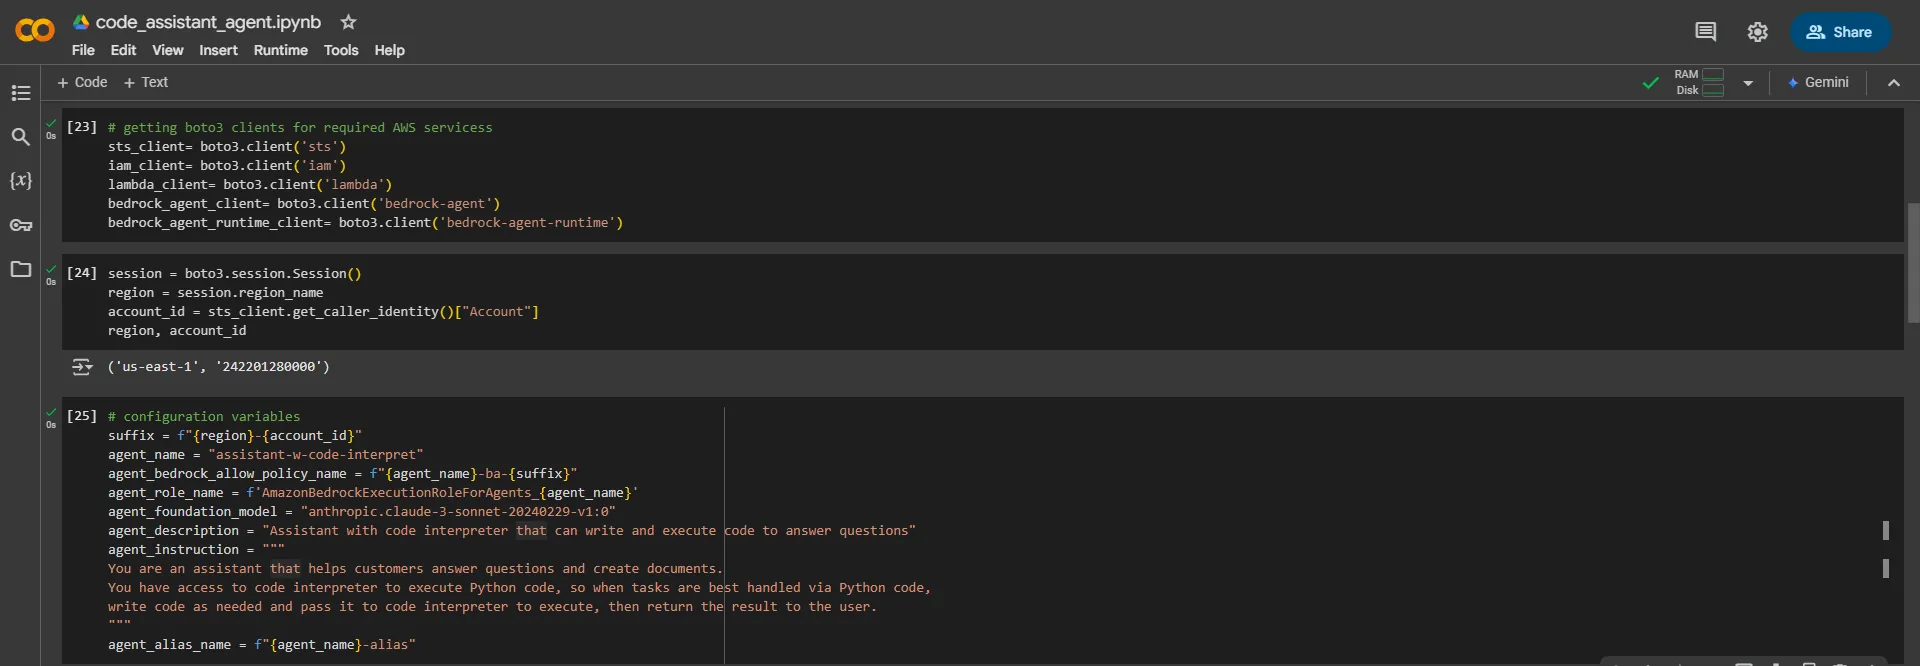 code_assistant_agent.ipynb
File Edit View Insert Runtime Tools Help
Share
+ Code + Text
RAM
Disk
Gemini
{x}
0s
[23] # getting boto3 clients for required AWS servicess
sts_client= boto3.client('sts')
iam_client= boto3.client('iam')
lambda_client= boto3.client('lambda')
bedrock_agent_client= boto3.client('bedrock-agent')
bedrock_agent_runtime_client= boto3.client('bedrock-agent-runtime')
0s
[24] session = boto3.session.Session()
region = session.region_name
account_id = sts_client.get_caller_identity()["Account"]
region, account_id
('us-east-1', '242201280000')
0s
[25] # configuration variables
suffix = f"{region}-{account_id}"
agent_name = "assistant-w-code-interpret"
agent_bedrock_allow_policy_name = f"{agent_name}-ba-{suffix}"
agent_role_name = f'AmazonBedrockExecutionRoleForAgents_{agent_name}'
agent_foundation_model = "anthropic.claude-3-sonnet-20240229-v1:0"
agent_description = "Assistant with code interpreter that can write and execute code to answer questions"
agent_instruction = """
You are an assistant that helps customers answer questions and create documents.
You have access to code interpreter to execute Python code, so when tasks are best handled via Python code,
write code as needed and pass it to code interpreter to execute, then return the result to the user.
"""
agent_alias_name = f"{agent_name}-alias"